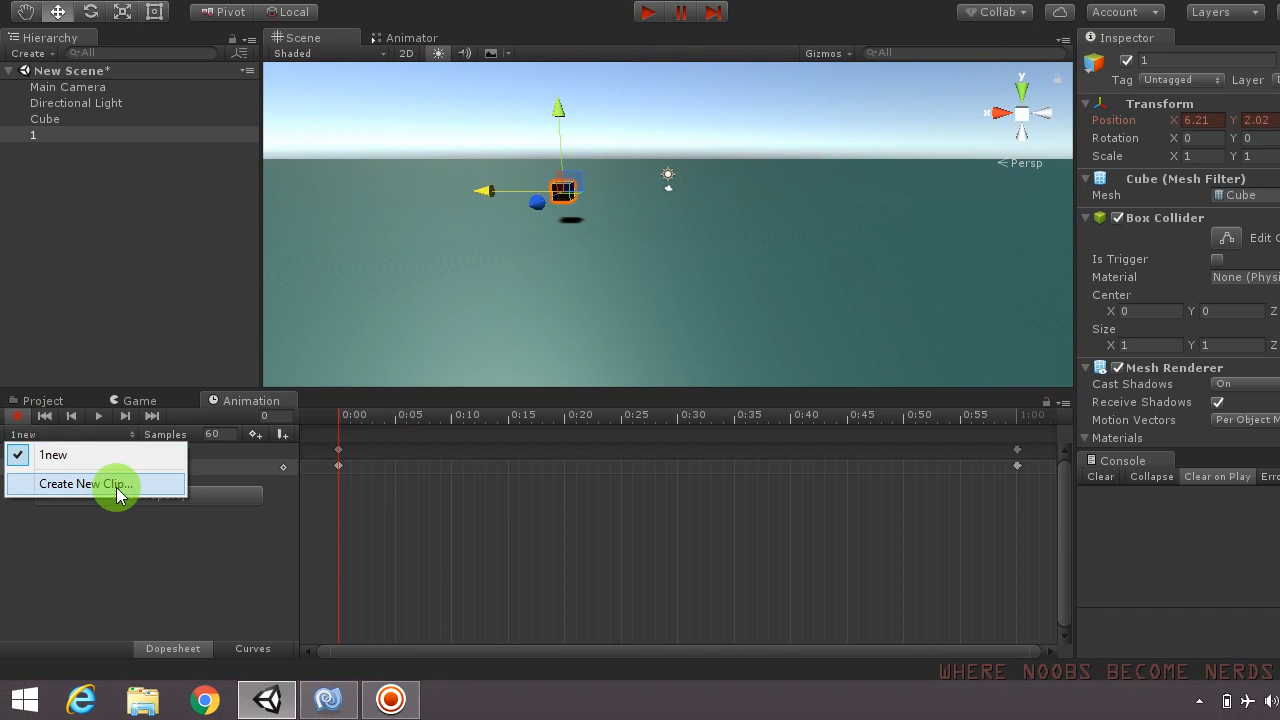 Pivot Local Collab Account Layers
Hierarchy Scene Animator Inspector
Create All Shaded 2D Gizmos All 1
New Scene* Tag Untagged Layer
Main Camera
Directional Light
Cube
1
y
x
Persp
Transform
Position X 6.21 Y 2.02
Rotation X 0 Y 0
Scale X 1 Y 1
Cube (Mesh Filter)
Mesh Cube
Box Collider
Edit C
Is Trigger
Material None (Physi
Center
X 0 Y 0 Z
Size
X 1 Y 1 Z
Mesh Renderer
Cast Shadows On
Receive Shadows
Motion Vectors Per Object M
Materials
Project Game Animation
0 0:00 0:05 0:10 0:15 0:20 0:25 0:30 0:35 0:40 0:45 0:50 0:55 1:00
1new Samples 60
1new
Create New Clip...
Console
Clear Collapse Clear on Play Erro
Dopesheet Curves
WHERE NOOBS BECOME NERDS